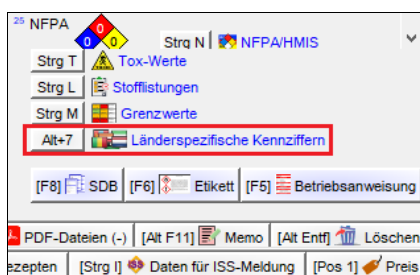 25 NFPA 0 0 0 Strg N NFPA/HMIS
Strg T Tox-Werte
Strg L Stofflistungen
Strg M Grenzwerte
Alt+7 Länderspezifische Kennziffern
[F8] SDB [F6] Etikett [F5] Betriebsanweisung
PDF-Dateien (-) [Alt F11] Memo [Alt Entf] Löschen
ezepten [Strg I] Daten für ISS-Meldung [Pos 1] Preis